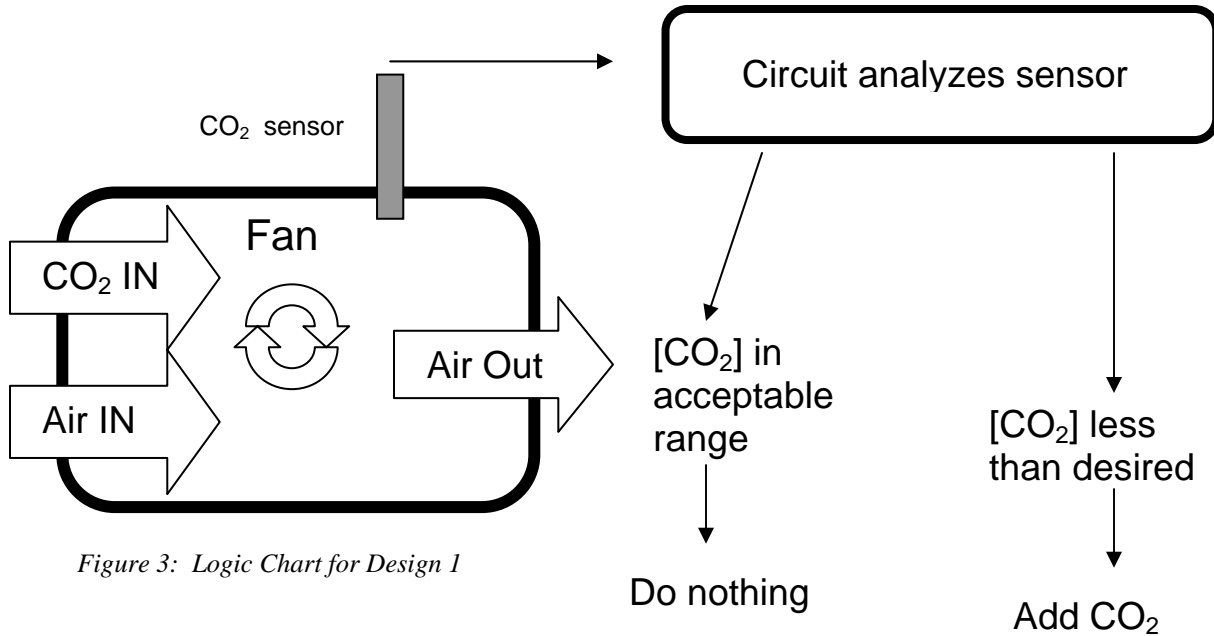 Circuit analyzes sensor
CO₂ sensor
Fan
CO₂ IN
Air IN
Air Out
[CO₂] in
acceptable
range
[CO₂] less
than desired
Do nothing
Add CO₂
Figure 3: Logic Chart for Design 1